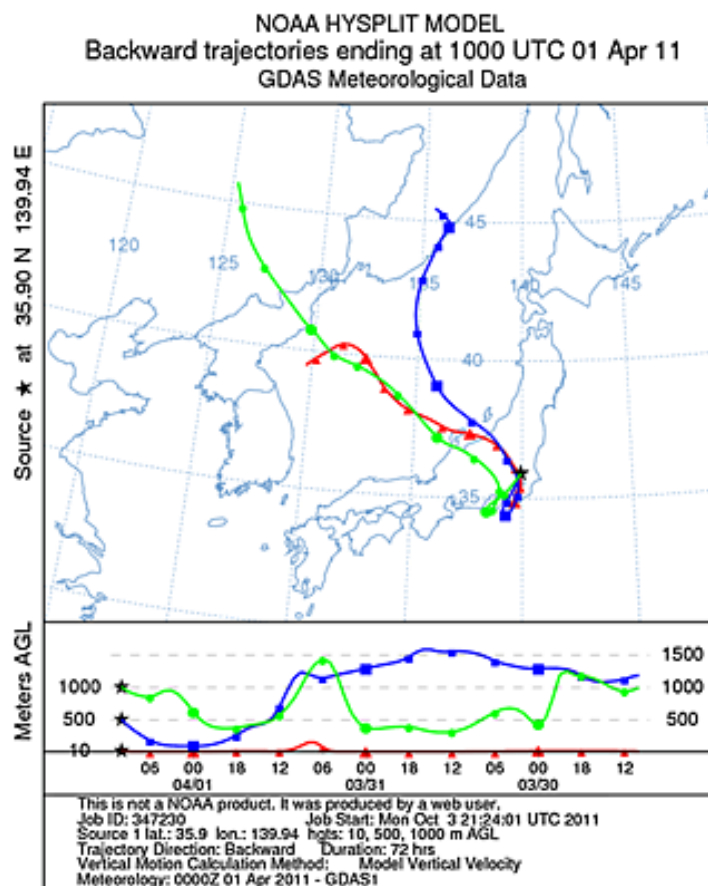 NOAA HYSPLIT MODEL
Backward trajectories ending at 1000 UTC 01 Apr 11
GDAS Meteorological Data
Source ★ at 35.90 N 139.94 E
120
125
130
135
140
145
45
40
35
Meters AGL
1500
1000
1000
500
500
10
06 00 18 12 06 00 18 12 06 00 18 12
04/01 03/31 03/30
This is not a NOAA product. It was produced by a web user.
Job ID: 347230 Job Start: Mon Oct 3 21:24:01 UTC 2011
Source 1 lat.: 35.9 lon.: 139.94 hgts: 10, 500, 1000 m AGL
Trajectory Direction: Backward Duration: 72 hrs
Vertical Motion Calculation Method: Model Vertical Velocity
Meteorology: 0000Z 01 Apr 2011 - GDAS1